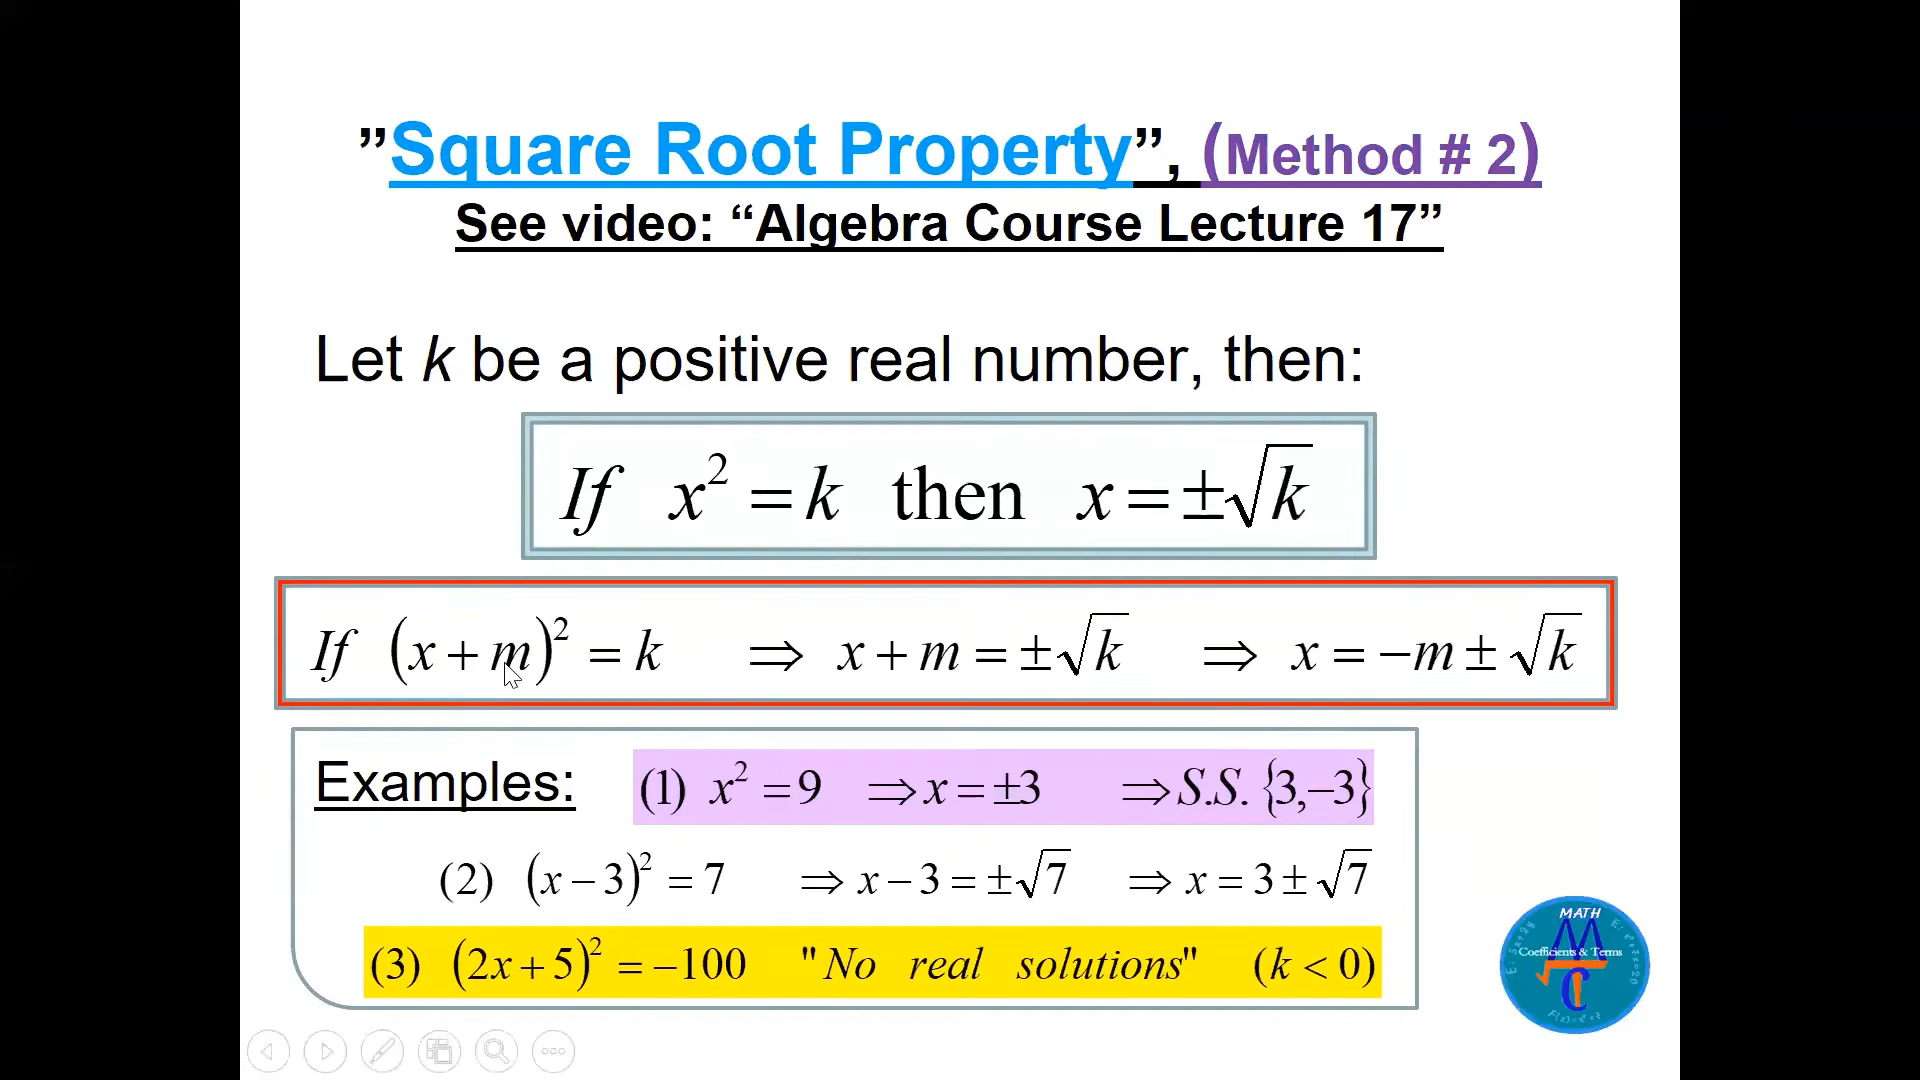 ”Square Root Property”, (Method # 2)
See video: “Algebra Course Lecture 17”
Let k be a positive real number, then:
If x² = k then x = ±√k
If (x + m)² = k ⇒ x + m = ±√k ⇒ x = −m ± √k
Examples: (1) x² = 9 ⇒ x = ±3 ⇒ S.S. {3,−3}
(2) (x − 3)² = 7 ⇒ x − 3 = ±√7 ⇒ x = 3 ± √7
(3) (2x + 5)² = −100 "No real solutions" (k < 0)
MATH
Coefficients & Terms